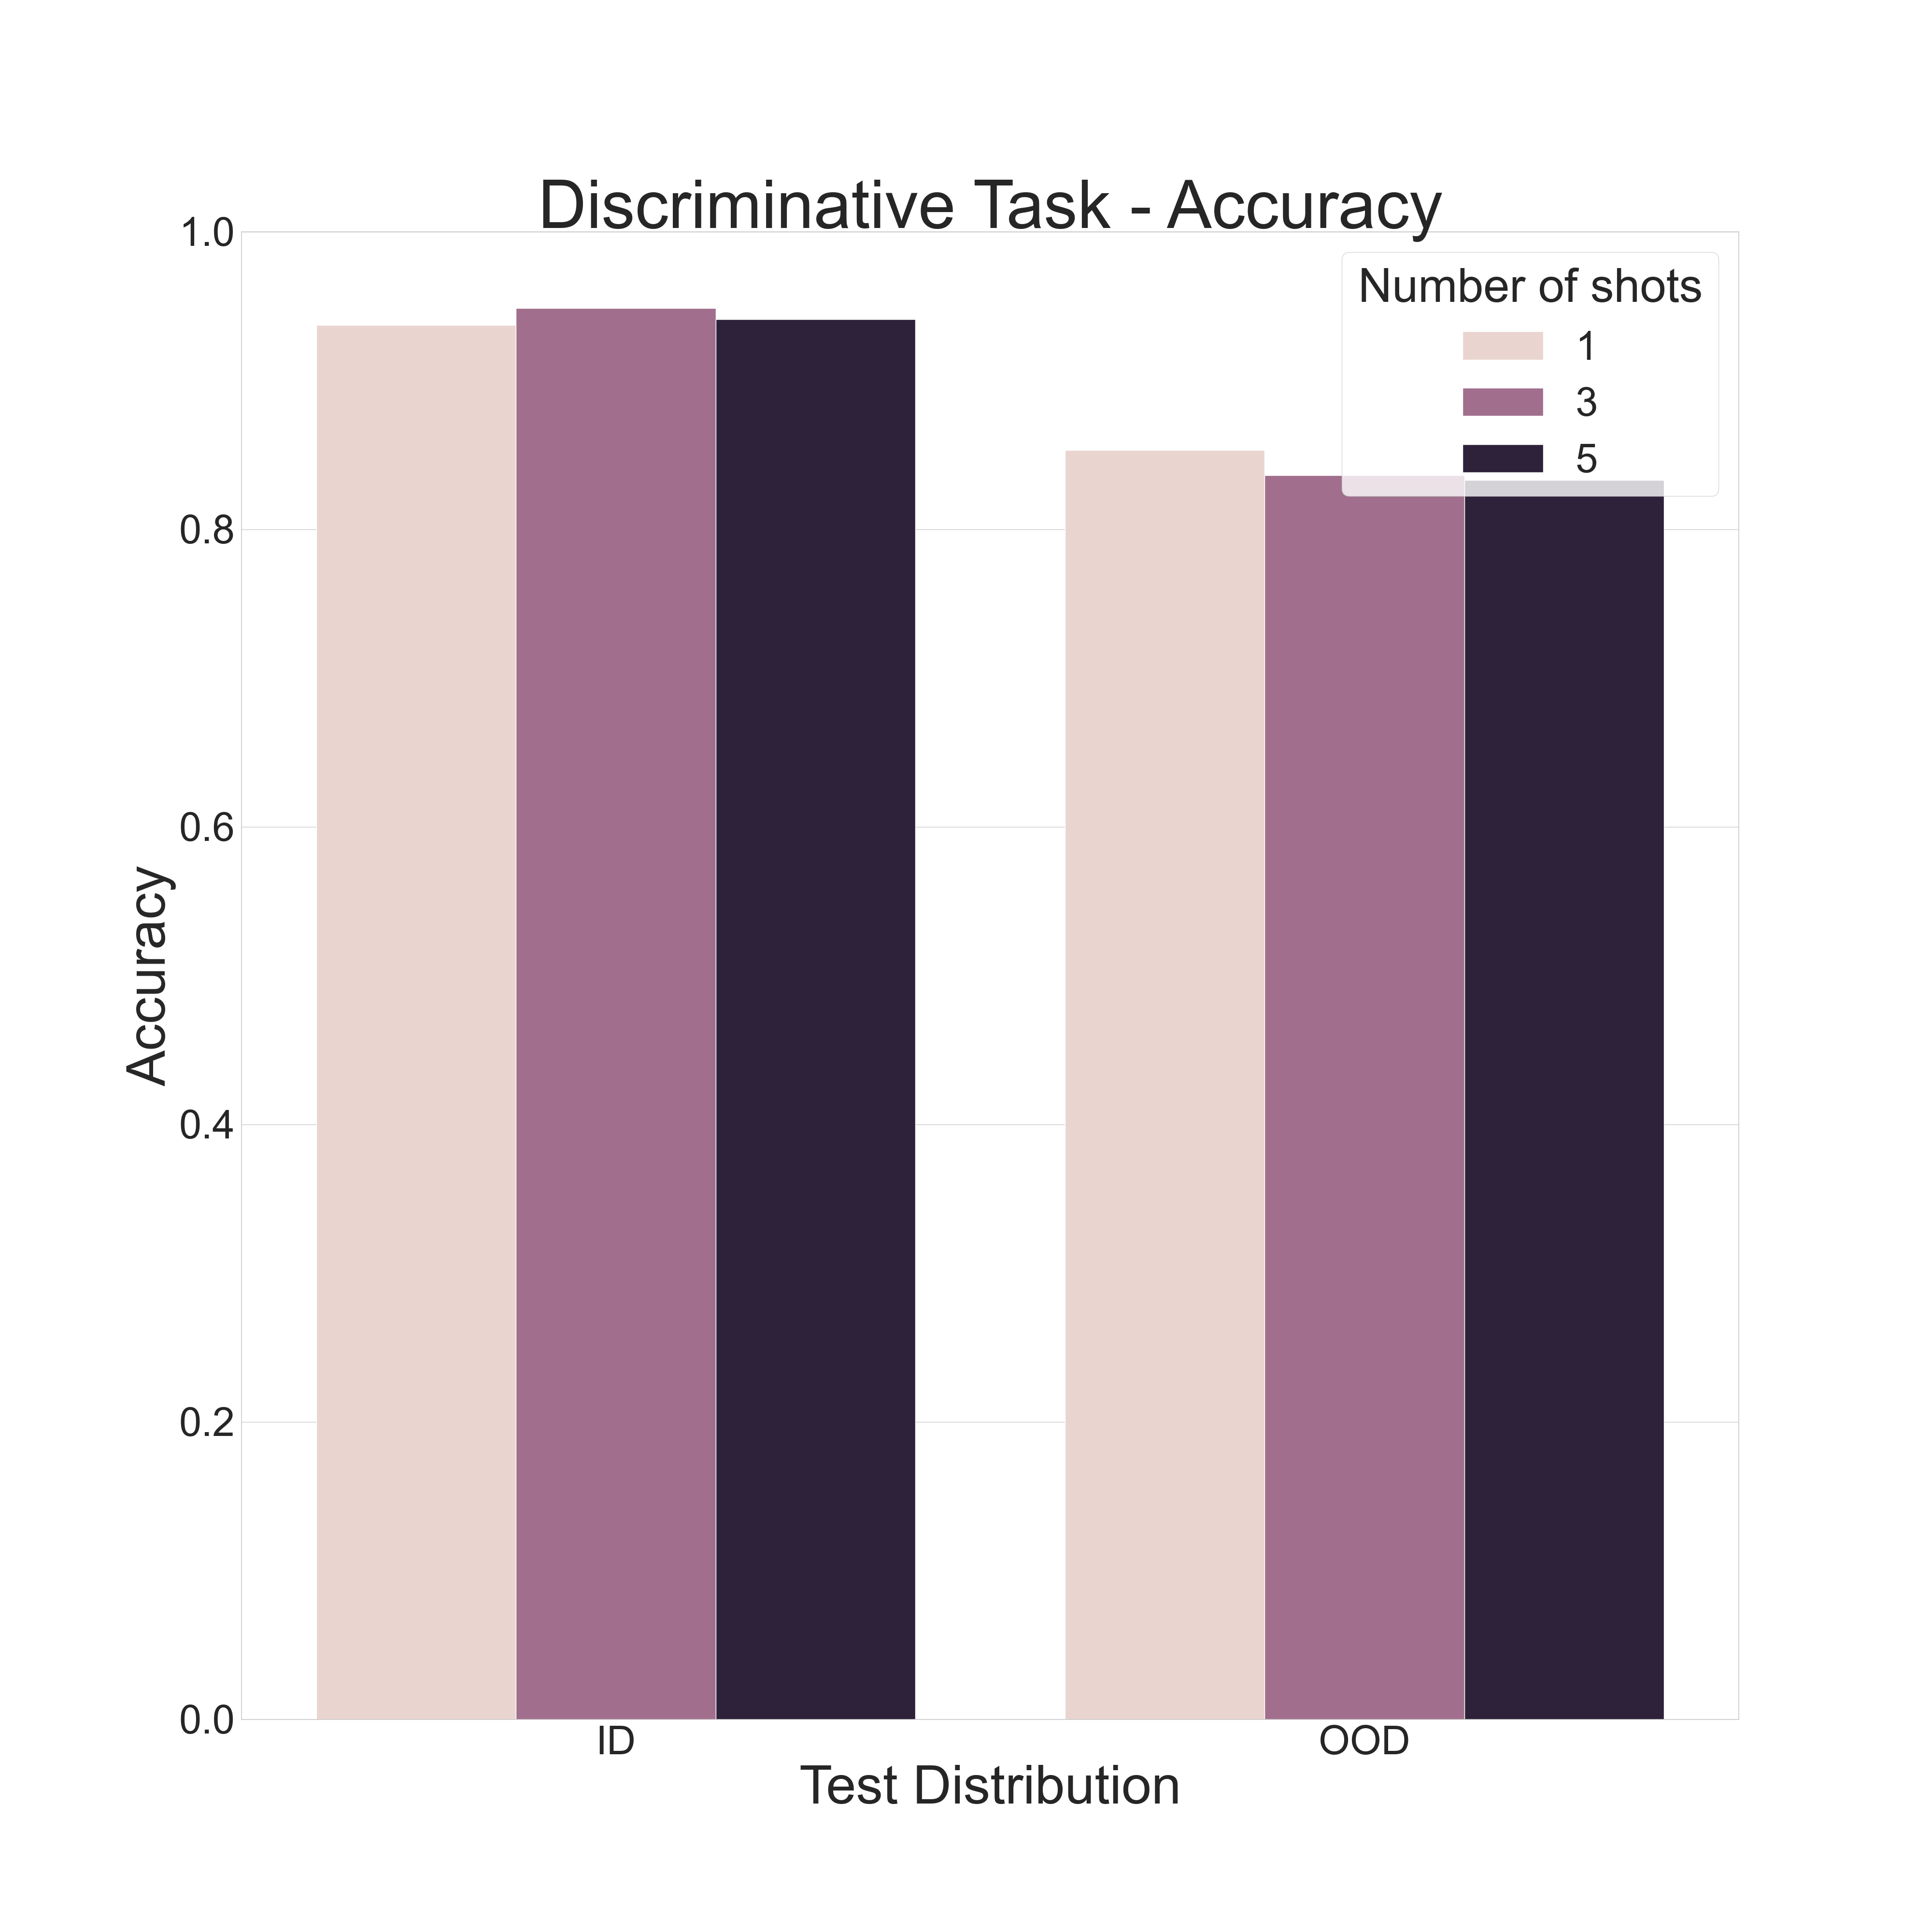 Discriminative Task - Accuracy
1.0
0.8
0.6
0.4
0.2
0.0
Accuracy
Number of shots
1
3
5
ID
OOD
Test Distribution